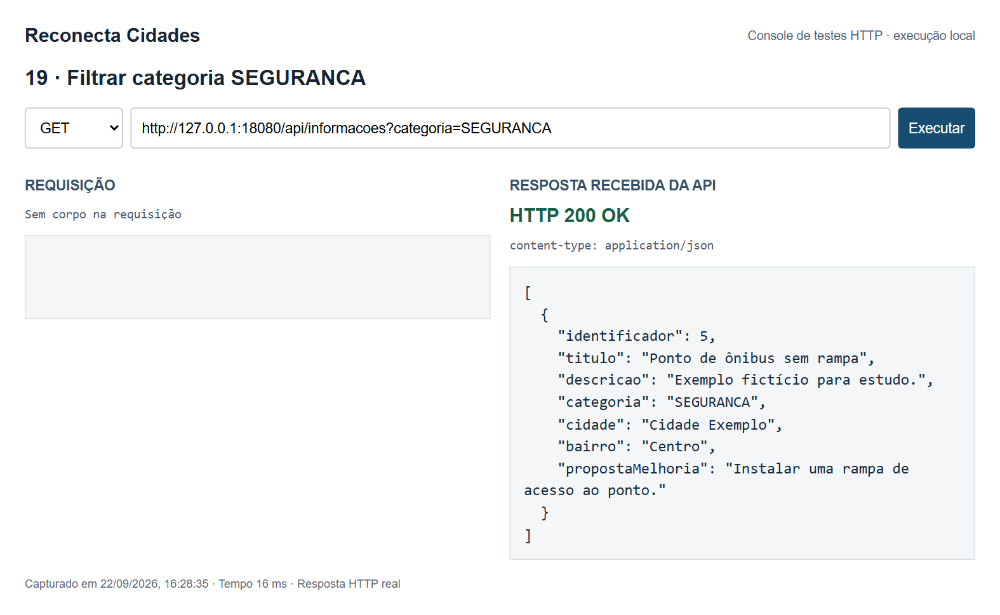 Reconecta Cidades
Console de testes HTTP · execução local
19 · Filtrar categoria SEGURANCA
GET
http://127.0.0.1:18080/api/informacoes?categoria=SEGURANCA
Executar
REQUISIÇÃO
Sem corpo na requisição
RESPOSTA RECEBIDA DA API
HTTP 200 OK
content-type: application/json
[
  {
    "identificador": 5,
    "titulo": "Ponto de ônibus sem rampa",
    "descricao": "Exemplo fictício para estudo.",
    "categoria": "SEGURANCA",
    "cidade": "Cidade Exemplo",
    "bairro": "Centro",
    "propostaMelhoria": "Instalar uma rampa de
acesso ao ponto."
  }
]
Capturado em 22/09/2026, 16:28:35 · Tempo 16 ms · Resposta HTTP real